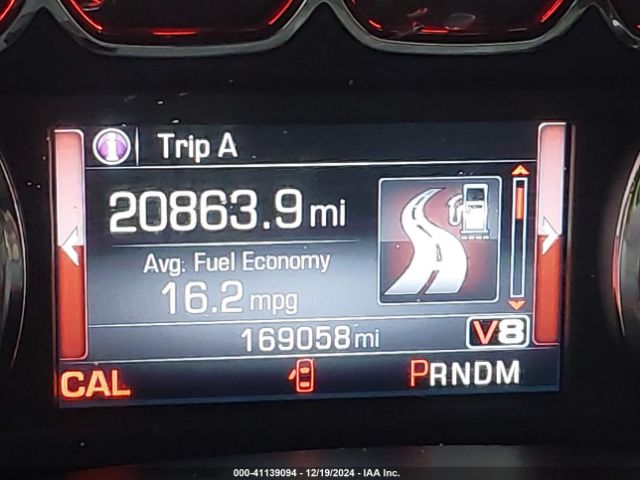 Trip A
20863.9 mi
Avg. Fuel Economy
16.2 mpg
169058 mi
V8
CAL
PRNDM
000-41139094 - 12/19/2024 - IAA Inc.